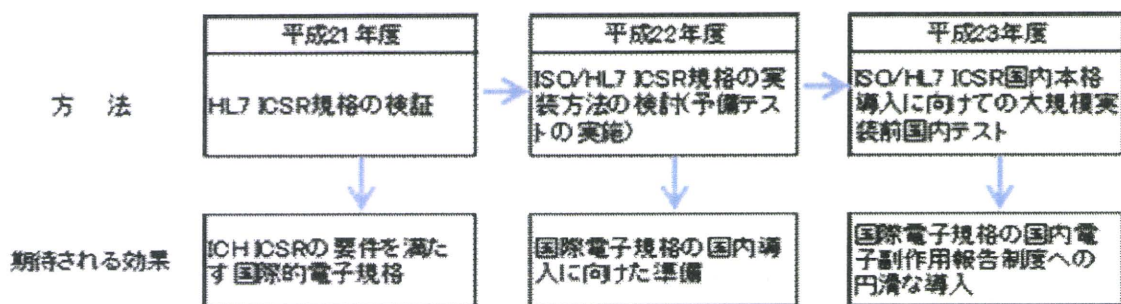 平成21年度
平成22年度
平成23年度
方 法
HL7 ICSR規格の検証
ISO/HL7 ICSR規格の実
装方法の検討(予備テス
トの実施)
ISO/HL7 ICSR国内本格
導入に向けての大規模実
装前国内テスト
期待される効果
ICH ICSRの要件を満た
す国際的電子規格
国際電子規格の国内導
入に向けた準備
国際電子規格の国内電
子副作用報告制度への
円滑な導入